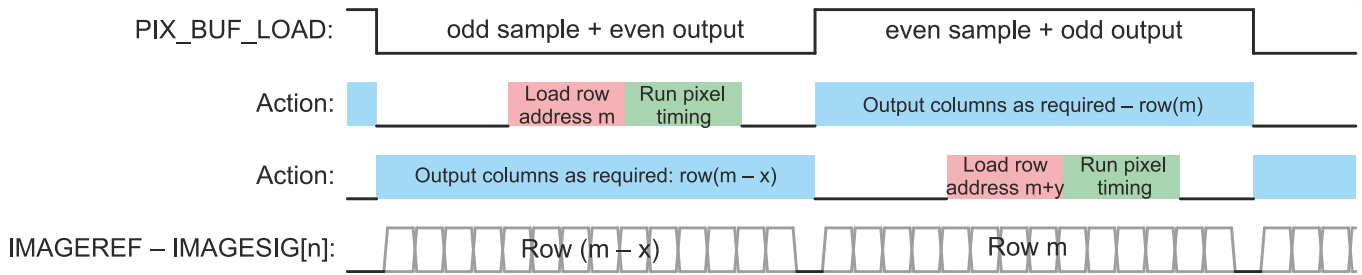 PIX_BUF_LOAD:
odd sample + even output
even sample + odd output
Action:
Load row
address m
Run pixel
timing
Output columns as required – row(m)
Action:
Output columns as required: row(m – x)
Load row
address m+y
Run pixel
timing
IMAGEREF – IMAGESIG[n]:
Row (m – x)
Row m